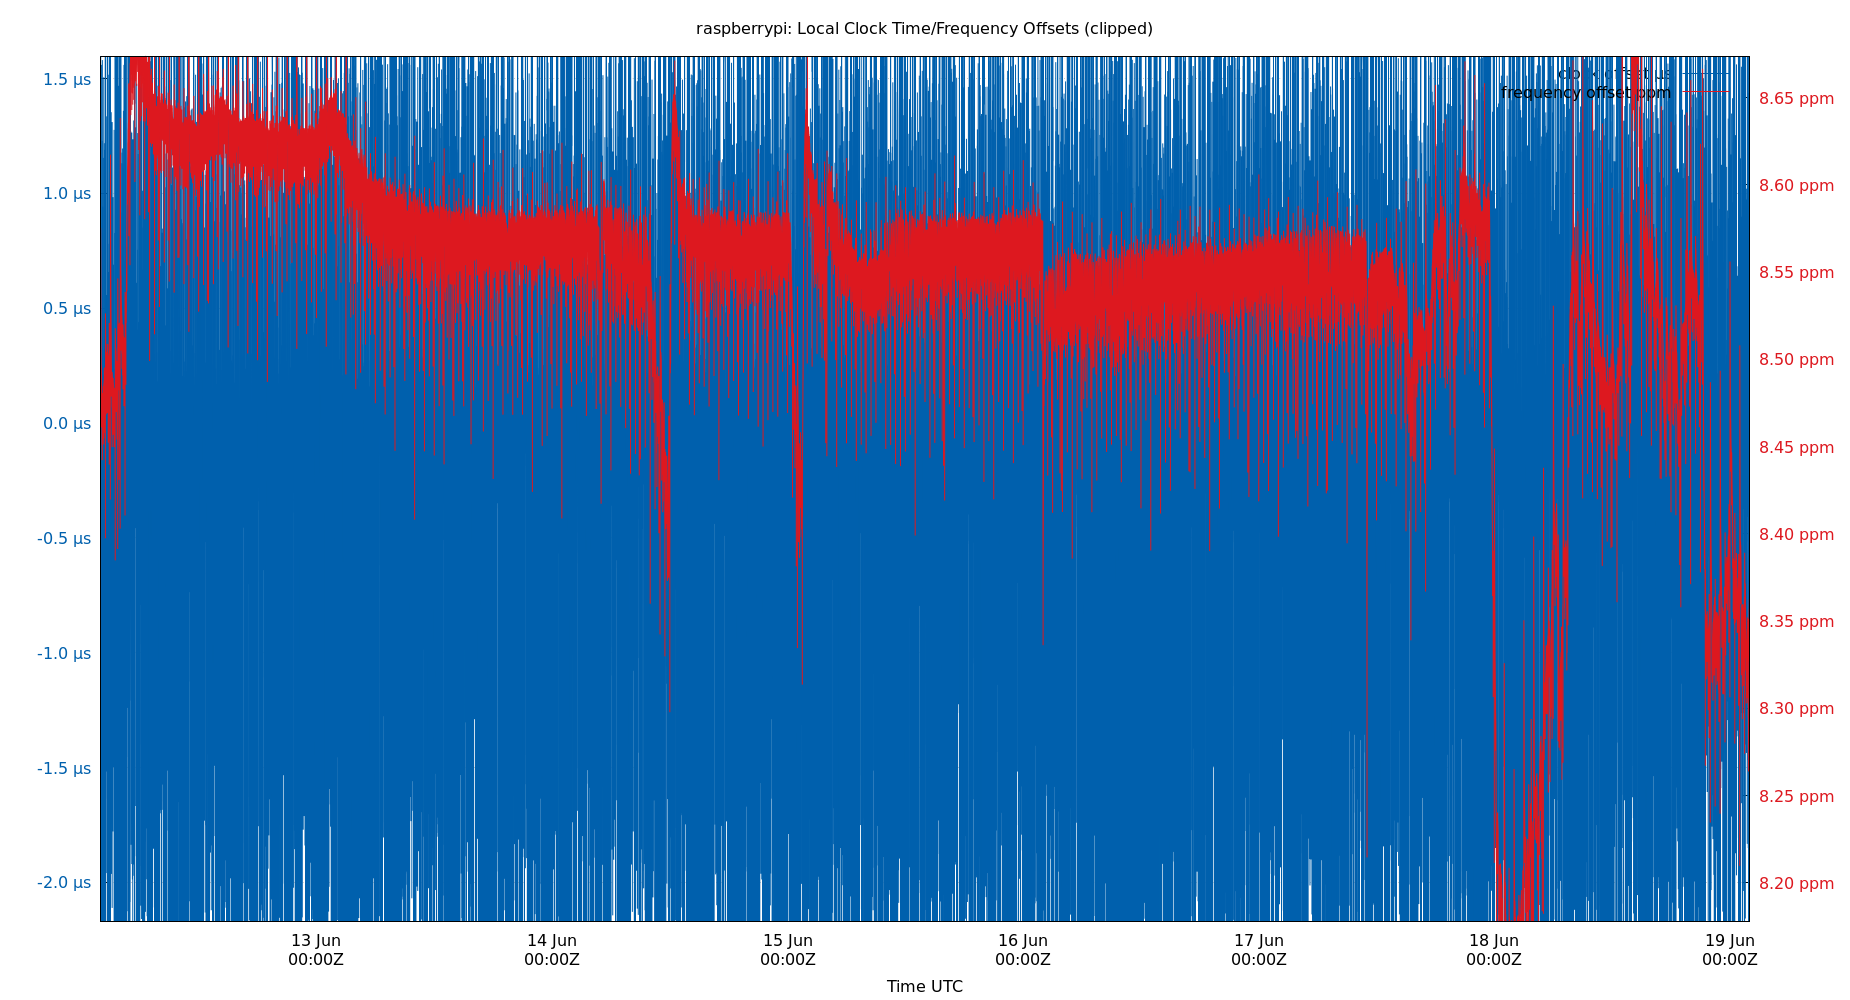 raspberrypi: Local Clock Time/Frequency Offsets (clipped)
clock offset µs
frequency offset ppm
1.5 µs
1.0 µs
0.5 µs
0.0 µs
-0.5 µs
-1.0 µs
-1.5 µs
-2.0 µs
8.65 ppm
8.60 ppm
8.55 ppm
8.50 ppm
8.45 ppm
8.40 ppm
8.35 ppm
8.30 ppm
8.25 ppm
8.20 ppm
13 Jun
00:00Z
14 Jun
00:00Z
15 Jun
00:00Z
16 Jun
00:00Z
17 Jun
00:00Z
18 Jun
00:00Z
19 Jun
00:00Z
Time UTC